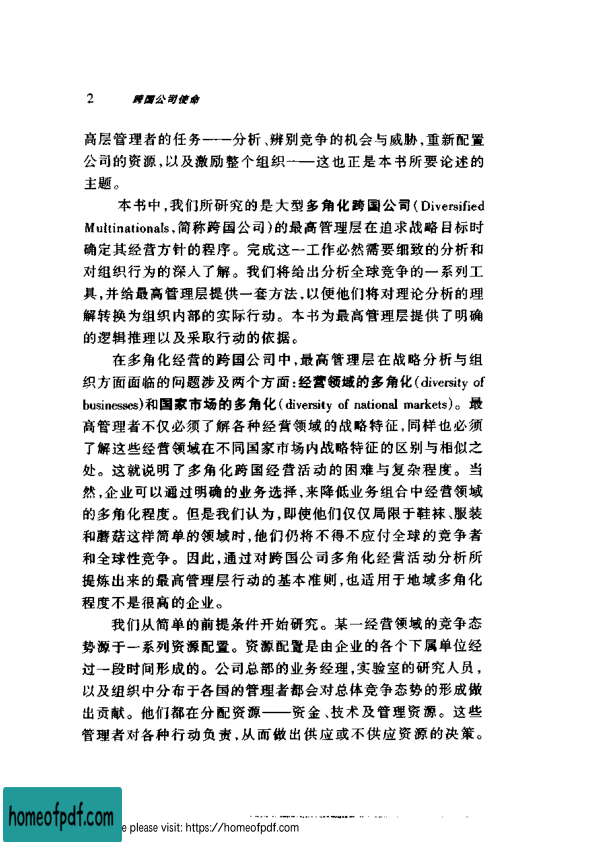 2 跨国公司使命
高层管理者的任务——分析、辨别竞争的机会与威胁,重新配置
公司的资源,以及激励整个组织——这也正是本书所要论述的
主题。
本书中,我们所研究的是大型多角化跨国公司(Diversified
Multinationals,简称跨国公司)的最高管理层在追求战略目标时
确定其经营方针的程序。完成这一工作必然需要细致的分析和
对组织行为的深入了解。我们将给出分析全球竞争的一系列工
具,并给最高管理层提供一套方法,以便他们将对理论分析的理
解转换为组织内部的实际行动。本书为最高管理层提供了明确
的逻辑推理以及采取行动的依据。
在多角化经营的跨国公司中,最高管理层在战略分析与组
织方面面临的问题涉及两个方面:经营领域的多角化(diversity of
businesses)和国家市场的多角化(diversity of national markets)。最
高管理者不仅必须了解各种经营领域的战略特征,同样也必须
了解这些经营领域在不同国家市场内战略特征的区别与相似之
处。这就说明了多角化跨国经营活动的困难与复杂程度。当
然,企业可以通过明确的业务选择,来降低业务组合中经营领域
的多角化程度。但是我们认为,即使他们仅仅局限于鞋袜、服装
和蘑菇这样简单的领域时,他们仍将不得不应付全球的竞争者
和全球性竞争。因此,通过对跨国公司多角化经营活动分析所
提炼出来的最高管理层行动的基本准则,也适用于地域多角化
程度不是很高的企业。
我们从简单的前提条件开始研究。某一经营领域的竞争态
势源于一系列资源配置。资源配置是由企业的各个下属单位经
过一段时间形成的。公司总部的业务经理,实验室的研究人员,
以及组织中分布于各国的管理者都会对总体竞争态势的形成做
出贡献。他们都在分配资源——资金、技术及管理资源。这些
管理者对各种行动负责,从而做出供应或不供应资源的决策。
homeofpdf.com
please visit: https://homeofpdf.com